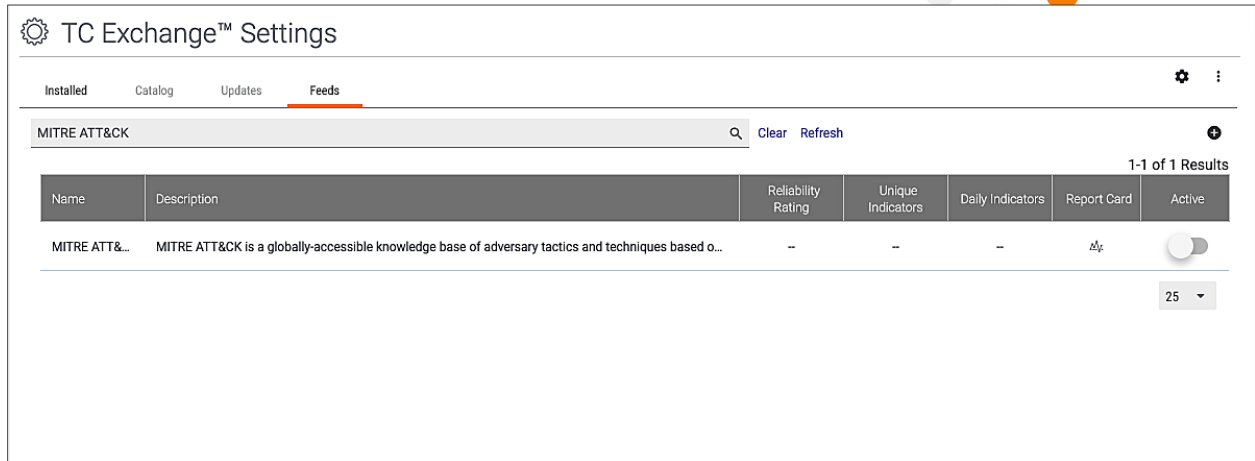 TC Exchange™ Settings
Installed Catalog Updates Feeds
MITRE ATT&CK Clear Refresh
1-1 of 1 Results
Name Description Reliability Rating Unique Indicators Daily Indicators Report Card Active
MITRE ATT&... MITRE ATT&CK is a globally-accessible knowledge base of adversary tactics and techniques based o... -- -- --
25